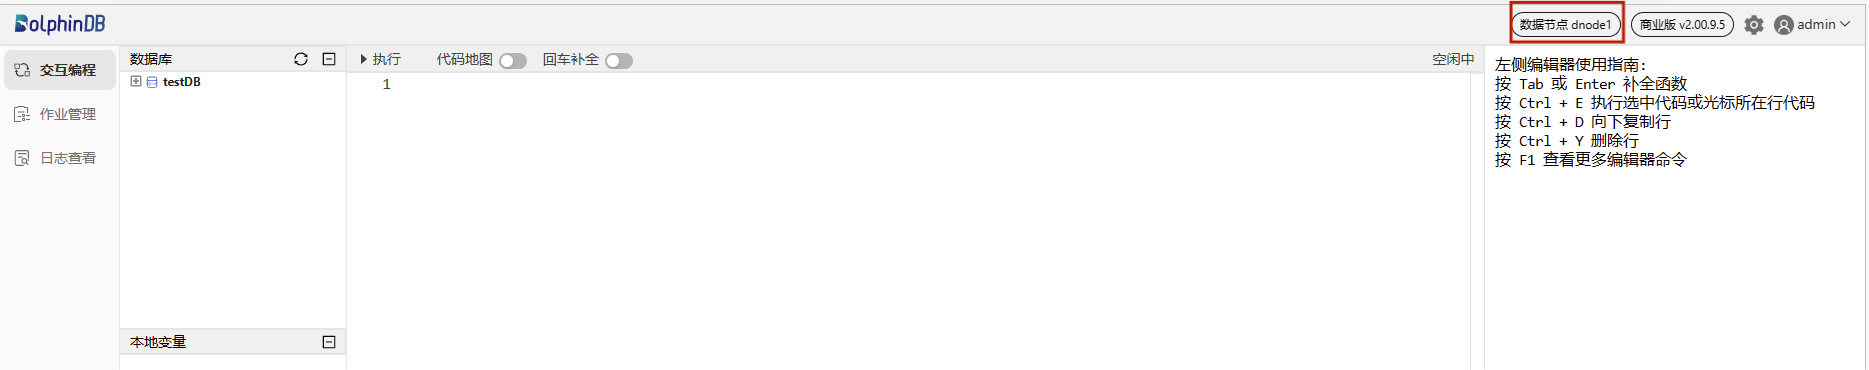 DolphinDB
数据节点 dnode1
商业版 v2.00.9.5
admin
交互编程
作业管理
日志查看
数据库
testDB
本地变量
执行
代码地图
回车补全
空闲中
1
左侧编辑器使用指南:
按 Tab 或 Enter 补全函数
按 Ctrl + E 执行选中代码或光标所在行代码
按 Ctrl + D 向下复制行
按 Ctrl + Y 删除行
按 F1 查看更多编辑器命令